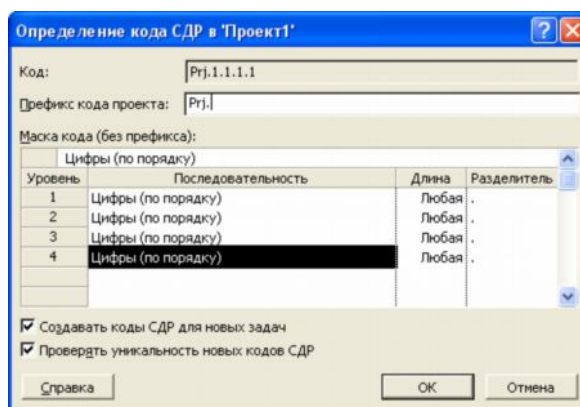 Определение кода СДР в 'Проект1'
Код: Prj.1.1.1.1
Префикс кода проекта: Prj.
Маска кода (без префикса):
Цифры (по порядку)
Уровень Последовательность Длина Разделитель
1 Цифры (по порядку) Любая .
2 Цифры (по порядку) Любая .
3 Цифры (по порядку) Любая .
4 Цифры (по порядку) Любая .
Создавать коды СДР для новых задач
Проверять уникальность новых кодов СДР
Справка ОК Отмена